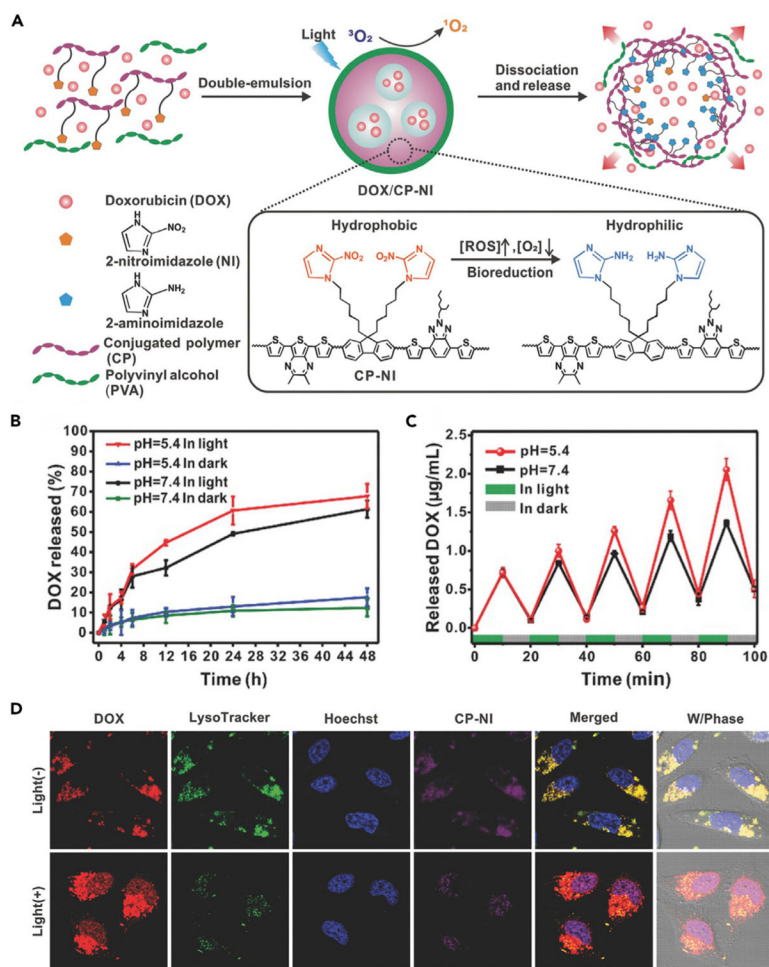 A
Light
³O₂
¹O₂
Double-emulsion
Dissociation
and release
DOX/CP-NI
Doxorubicin (DOX)
H
N
NO₂
N
2-nitroimidazole (NI)
H
N
NH₂
N
2-aminoimidazole
Conjugated polymer
(CP)
Polyvinyl alcohol
(PVA)
Hydrophobic
Hydrophilic
N NO₂ O₂N N
N N
[ROS]↑,[O₂]↓
Bioreduction
N NH₂ H₂N N
N N
N
N N
S S S S S
N N
CP-NI
N
N N
S S S S S
N N
B
DOX released (%)
100
90
80
70
60
50
40
30
20
10
0
pH=5.4 In light
pH=5.4 In dark
pH=7.4 In light
pH=7.4 In dark
0 4 8 12 16 20 24 28 32 36 40 44 48
Time (h)
C
Released DOX (μg/mL)
2.5
2.0
1.5
1.0
0.5
0.0
pH=5.4
pH=7.4
In light
In dark
0 20 40 60 80 100
Time (min)
D
DOX LysoTracker Hoechst CP-NI Merged W/Phase
Light(-)
Light(+)